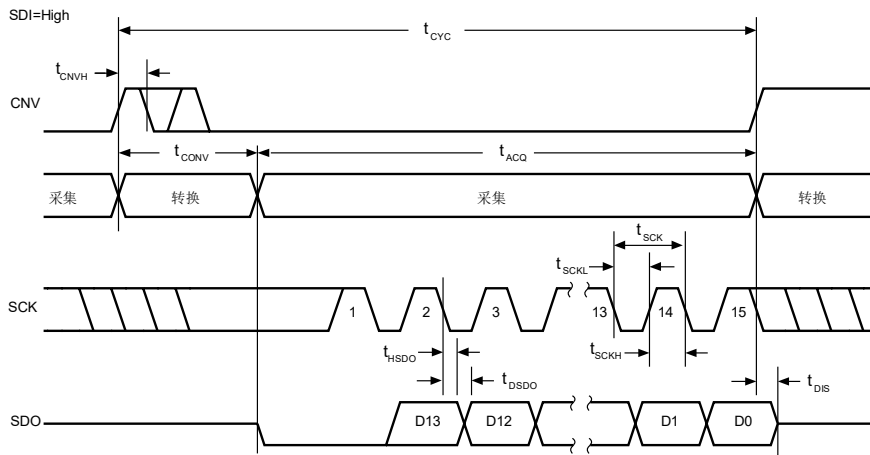 SDI=High
tCYC
tCNVH
CNV
tCONV
tACQ
采集
转换
采集
转换
tSCK
tSCKL
SCK
1
2
3
13
14
15
tHSDO
tDSDO
tSCKH
tDIS
SDO
D13
D12
D1
D0